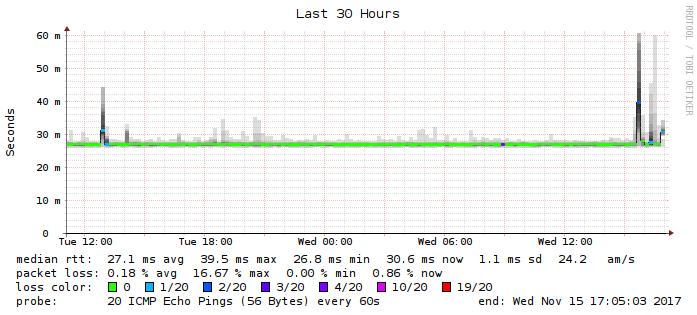 Last 30 Hours
RRDTOOL / TOBI OETIKER
Seconds
60 m
50 m
40 m
30 m
20 m
10 m
0
Tue 12:00 Tue 18:00 Wed 00:00 Wed 06:00 Wed 12:00
median rtt: 27.1 ms avg 39.5 ms max 26.8 ms min 30.6 ms now 1.1 ms sd 24.2 am/s
packet loss: 0.18 % avg 16.67 % max 0.00 % min 0.86 % now
loss color: 0 1/20 2/20 3/20 4/20 10/20 19/20
probe: 20 ICMP Echo Pings (56 Bytes) every 60s end: Wed Nov 15 17:05:03 2017